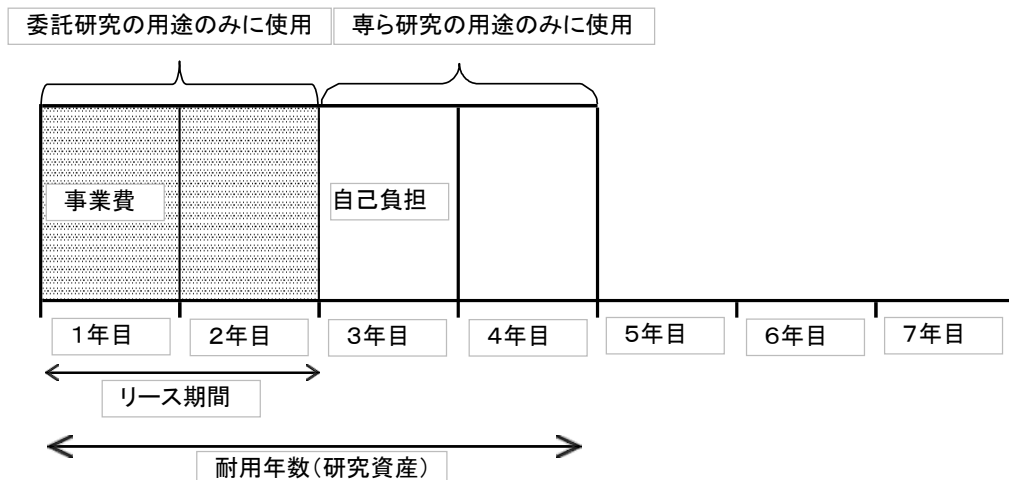 委託研究の用途のみに使用
専ら研究の用途のみに使用
事業費
自己負担
1年目
2年目
3年目
4年目
5年目
6年目
7年目
リース期間
耐用年数(研究資産)